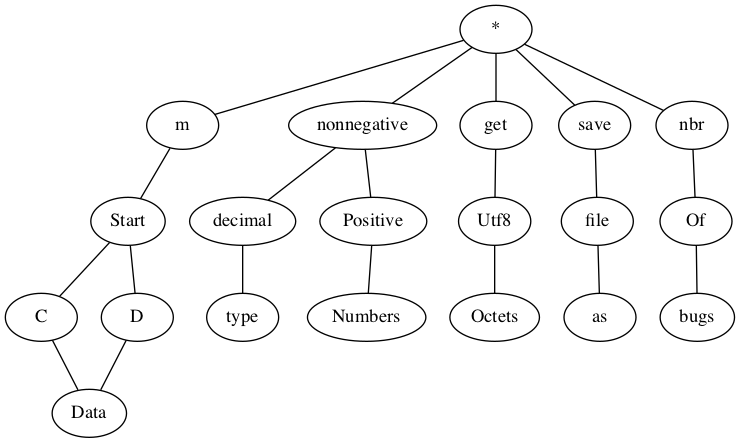 *
m nonnegative get save nbr
Start decimal Positive Utf8 file Of
C D type Numbers Octets as bugs
Data